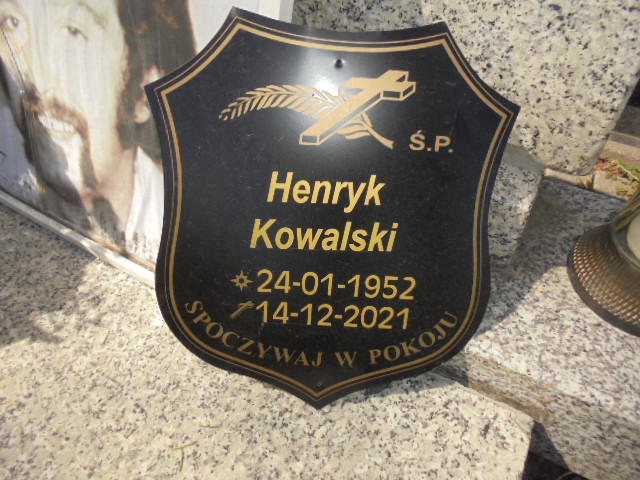 Ś.P.
Henryk
Kowalski
24-01-1952
14-12-2021
SPOCZYWAJ W POKOJU